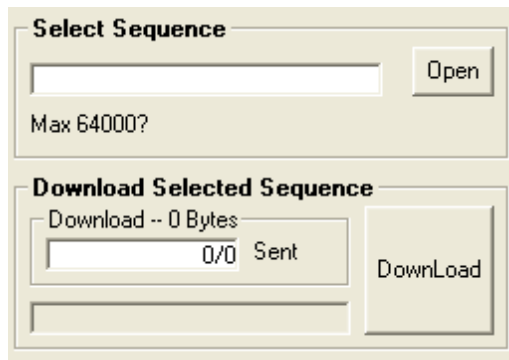 Select Sequence
Open
Max 64000?
Download Selected Sequence
Download -- 0 Bytes
0/0 Sent
DownLoad